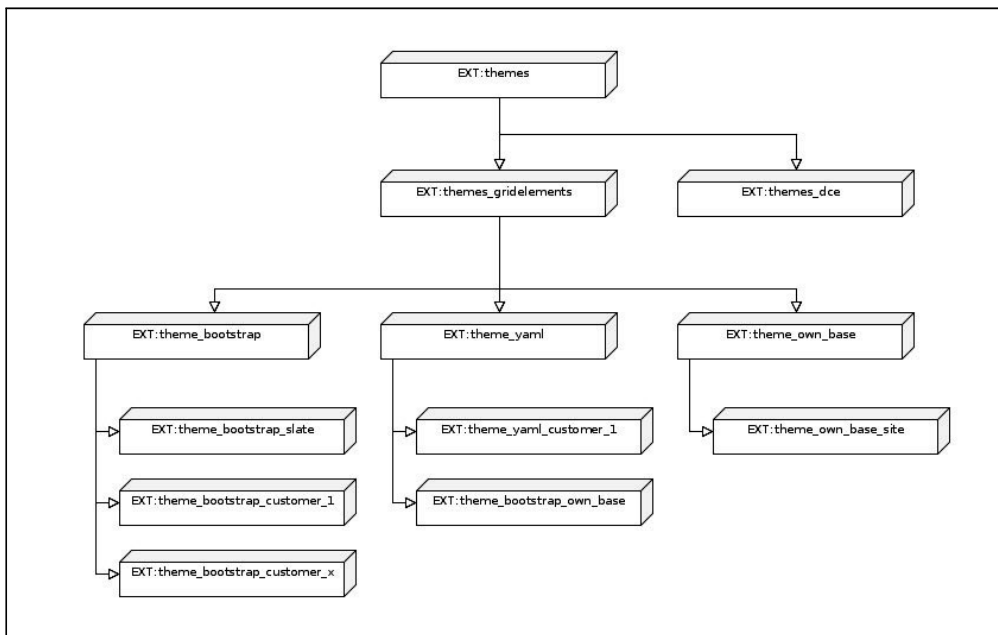 EXT:themes
EXT:themes_gridelements
EXT:themes_dce
EXT:theme_bootstrap
EXT:theme_yaml
EXT:theme_own_base
EXT:theme_bootstrap_slate
EXT:theme_yaml_customer_1
EXT:theme_own_base_site
EXT:theme_bootstrap_customer_1
EXT:theme_bootstrap_own_base
EXT:theme_bootstrap_customer_x